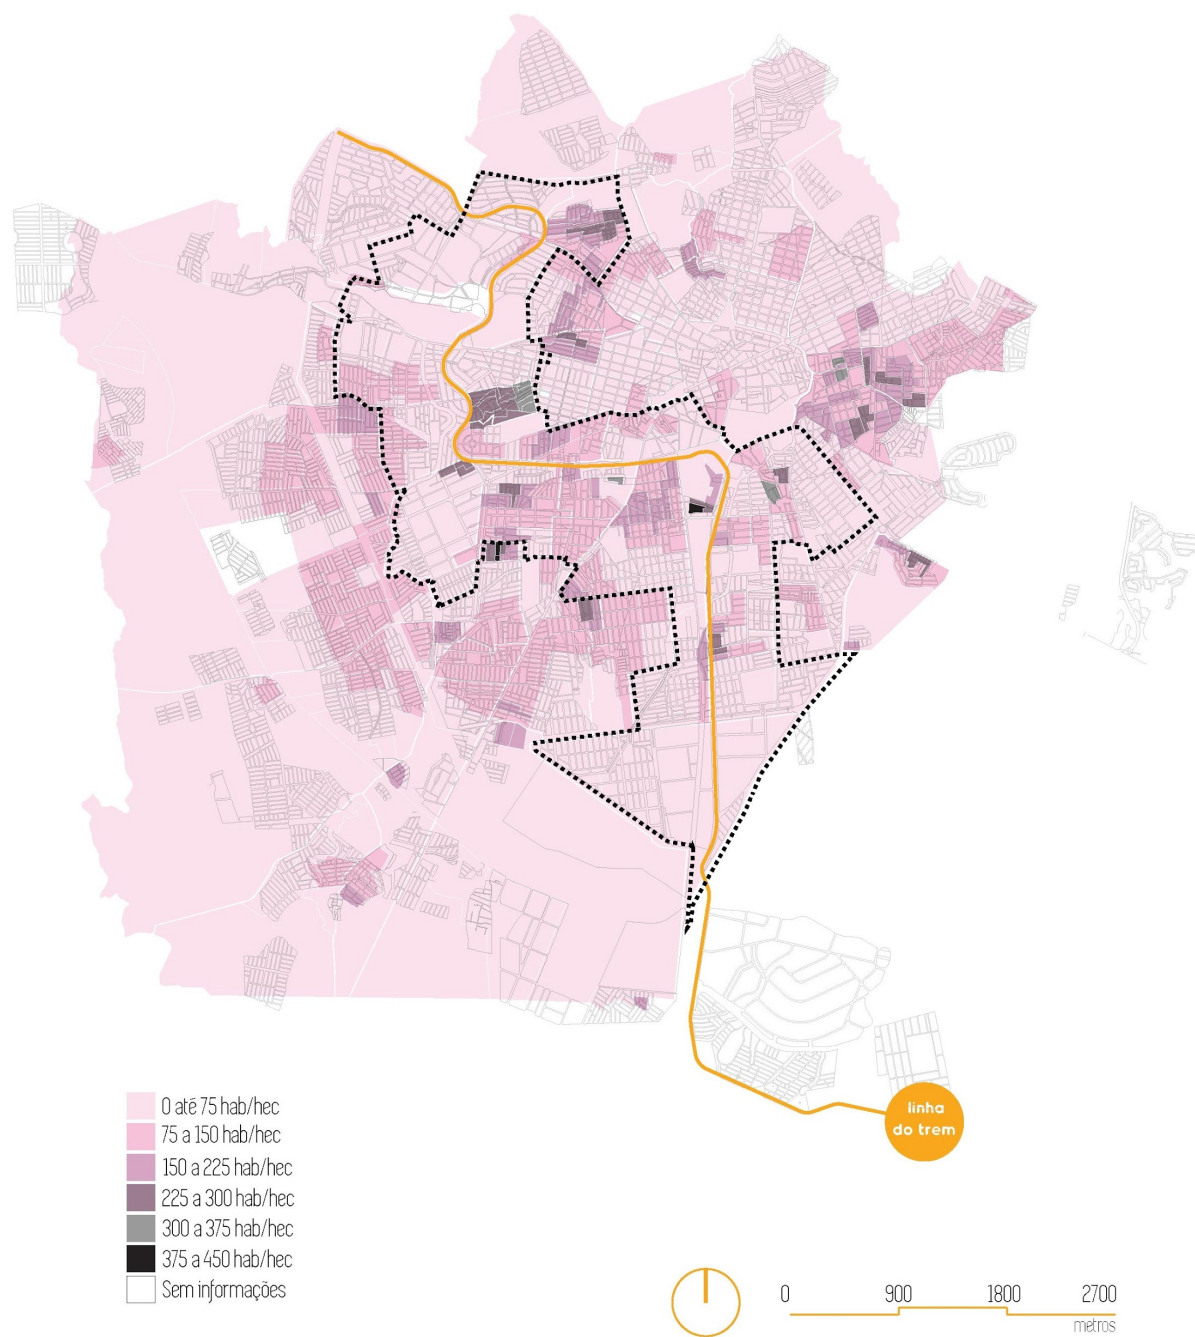 linha
do trem
0 até 75 hab/hec
75 a 150 hab/hec
150 a 225 hab/hec
225 a 300 hab/hec
300 a 375 hab/hec
375 a 450 hab/hec
Sem informações
0 900 1800 2700
metros